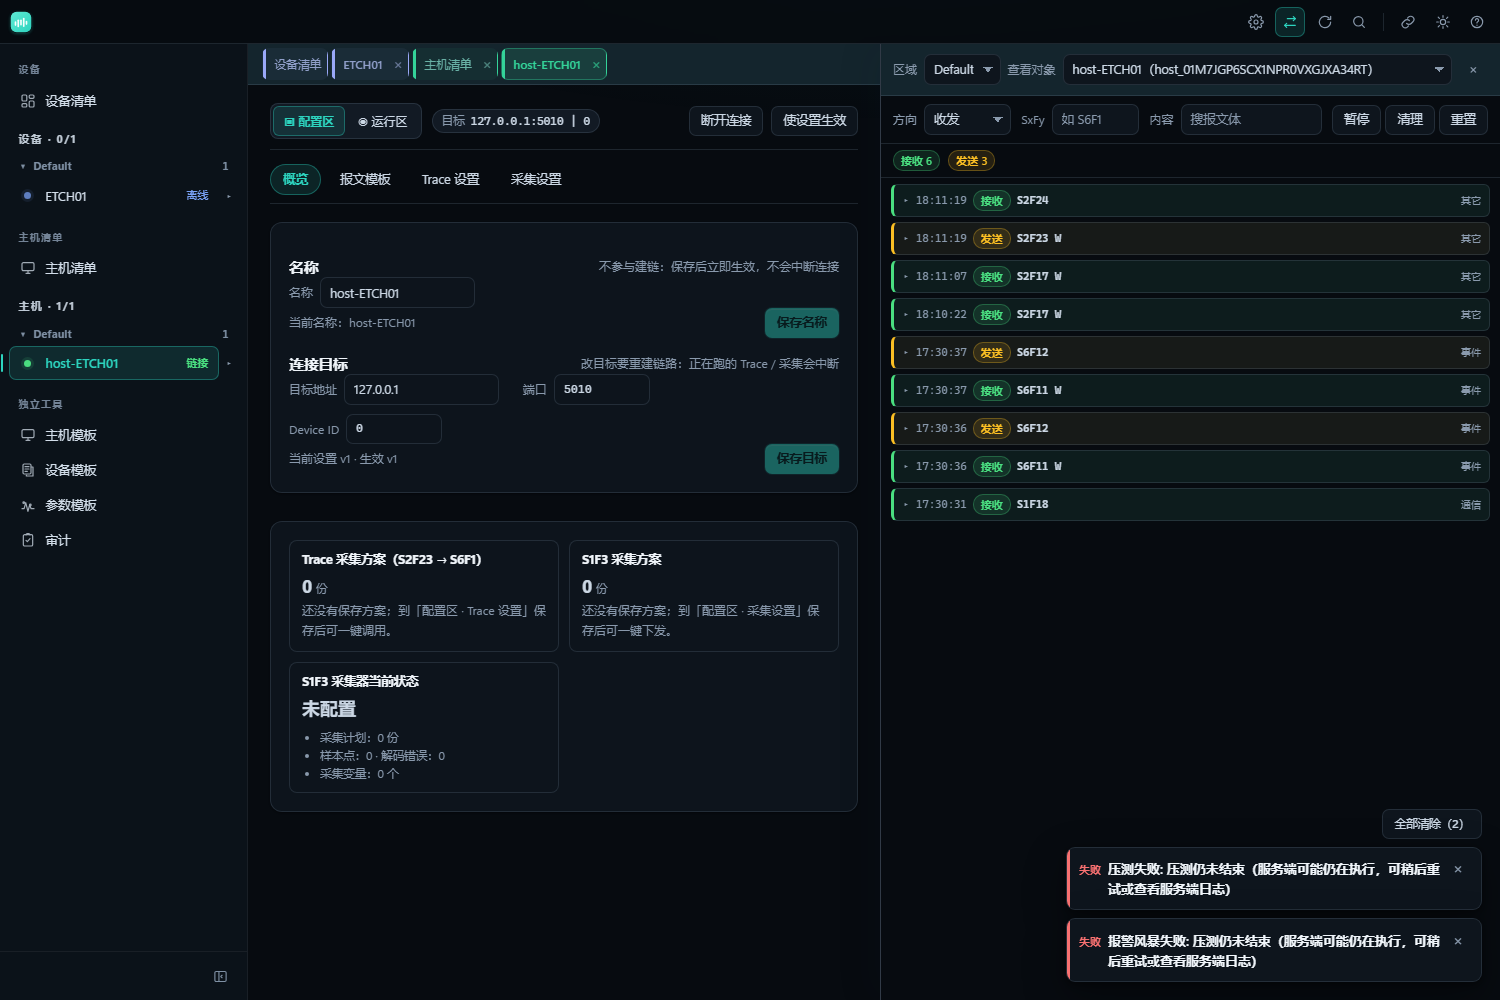 设备
设备清单
设备 · 0/1
Default 1
ETCH01 离线
主机清单
主机清单
主机 · 1/1
Default 1
host-ETCH01 链接
独立工具
主机模板
设备模板
参数模板
审计
设备清单 ETCH01 × 主机清单 × host-ETCH01 ×
配置区 运行区 目标 127.0.0.1:5010 | 0 断开连接 使设置生效
概览 报文模板 Trace 设置 采集设置
名称 不参与建链：保存后立即生效，不会中断连接
名称 host-ETCH01
当前名称：host-ETCH01 保存名称
连接目标 改目标要重建链路：正在跑的 Trace / 采集会中断
目标地址 127.0.0.1 端口 5010
Device ID 0
当前设置 v1 · 生效 v1 保存目标
Trace 采集方案（S2F23 → S6F1）
0 份
还没有保存方案；到「配置区 · Trace 设置」保
存后可一键调用。
S1F3 采集方案
0 份
还没有保存方案；到「配置区 · 采集设置」保
存后可一键下发。
S1F3 采集器当前状态
未配置
• 采集计划：0 份
• 样本点：0 · 解码错误：0
• 采集变量：0 个
区域 Default 查看对象 host-ETCH01（host_01M7JGP6SCX1NPR0VXGJXA34RT） ×
方向 收发 SxFy 如 S6F1 内容 搜报文体 暂停 清理 重置
接收 6 发送 3
18:11:19 接收 S2F24 其它
18:11:19 发送 S2F23 W 其它
18:11:07 接收 S2F17 W 其它
18:10:22 接收 S2F17 W 其它
17:30:37 发送 S6F12 事件
17:30:37 接收 S6F11 W 事件
17:30:36 发送 S6F12 事件
17:30:36 接收 S6F11 W 事件
17:30:31 接收 S1F18 通信
全部清除（2）
失败 压测失败: 压测仍未结束（服务端可能仍在执行，可稍后重 ×
试或查看服务端日志）
失败 报警风暴失败: 压测仍未结束（服务端可能仍在执行，可稍 ×
后重试或查看服务端日志）